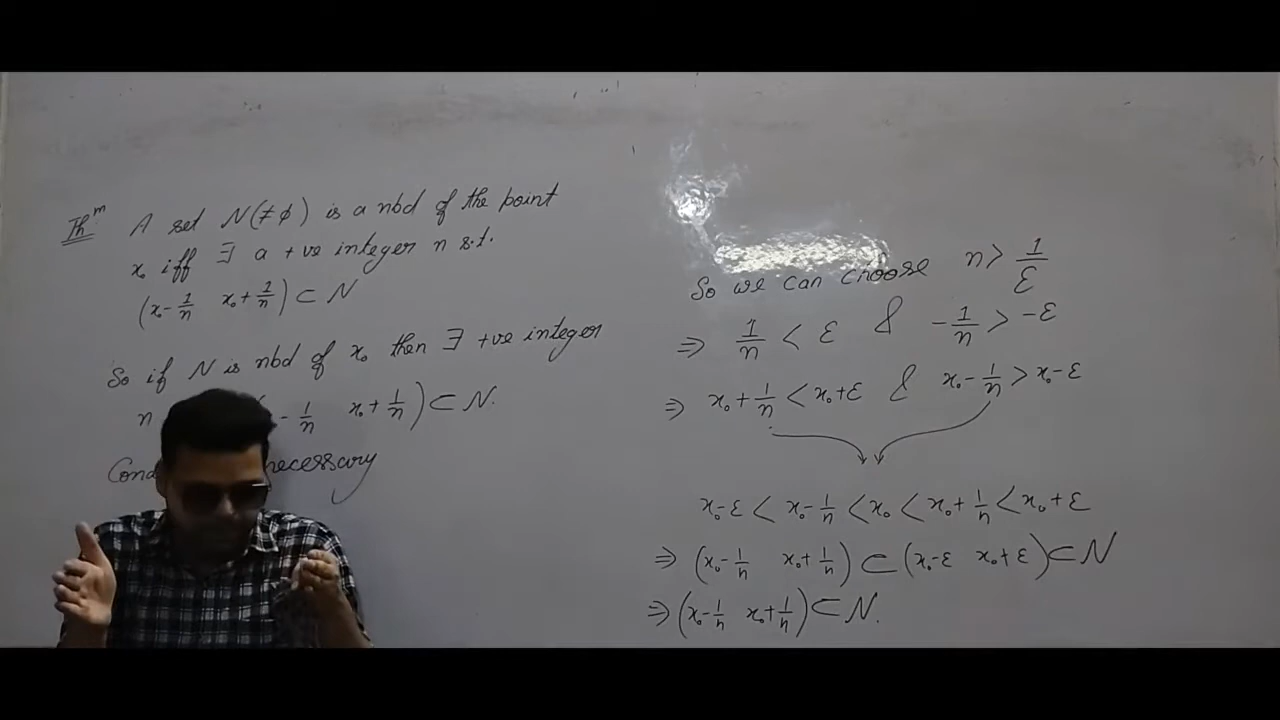 Th^m A set N(≠φ) is a nbd of the point
x₀ iff ∃ a +ve integer n s.t.
(x₀-1/n x₀+1/n) ⊂ N
So if N is nbd of x₀ then ∃ +ve integer
n -1/n x₀+1/n) ⊂ N.
necessary
So we can choose n > 1/ε
⇒ 1/n < ε & -1/n > -ε
⇒ x₀+1/n < x₀+ε & x₀-1/n > x₀-ε
x₀-ε < x₀-1/n < x₀ < x₀+1/n < x₀+ε
⇒ (x₀-1/n x₀+1/n) ⊂ (x₀-ε x₀+ε) ⊂ N
⇒ (x₀-1/n x₀+1/n) ⊂ N.